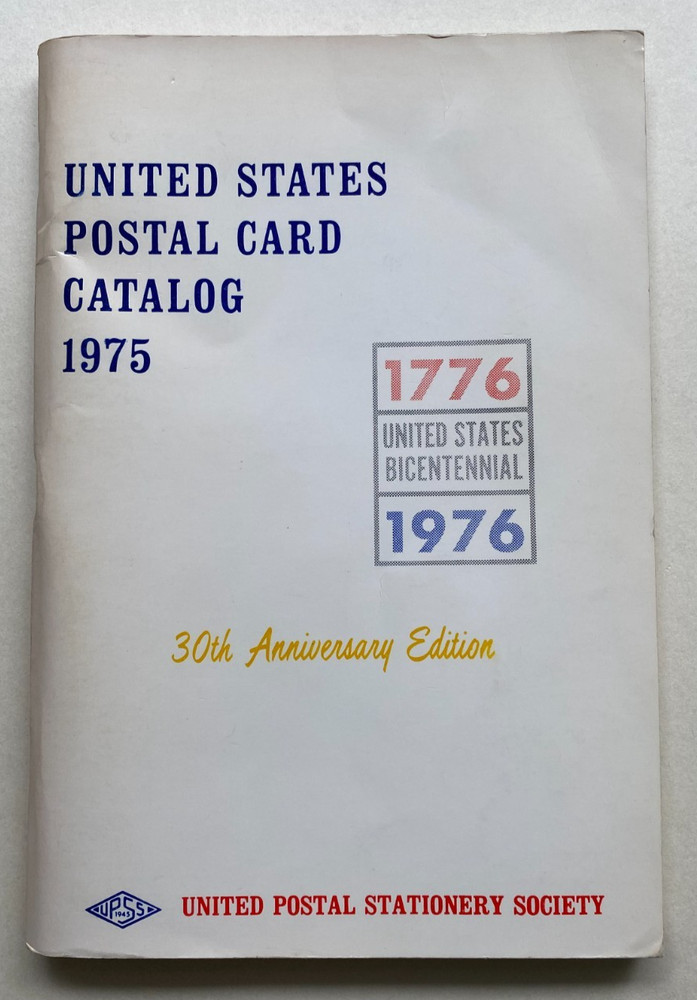 UNITED STATES
POSTAL CARD
CATALOG
1975
1776
UNITED STATES
BICENTENNIAL
1976
30th Anniversary Edition
UPSS
1945
UNITED POSTAL STATIONERY SOCIETY